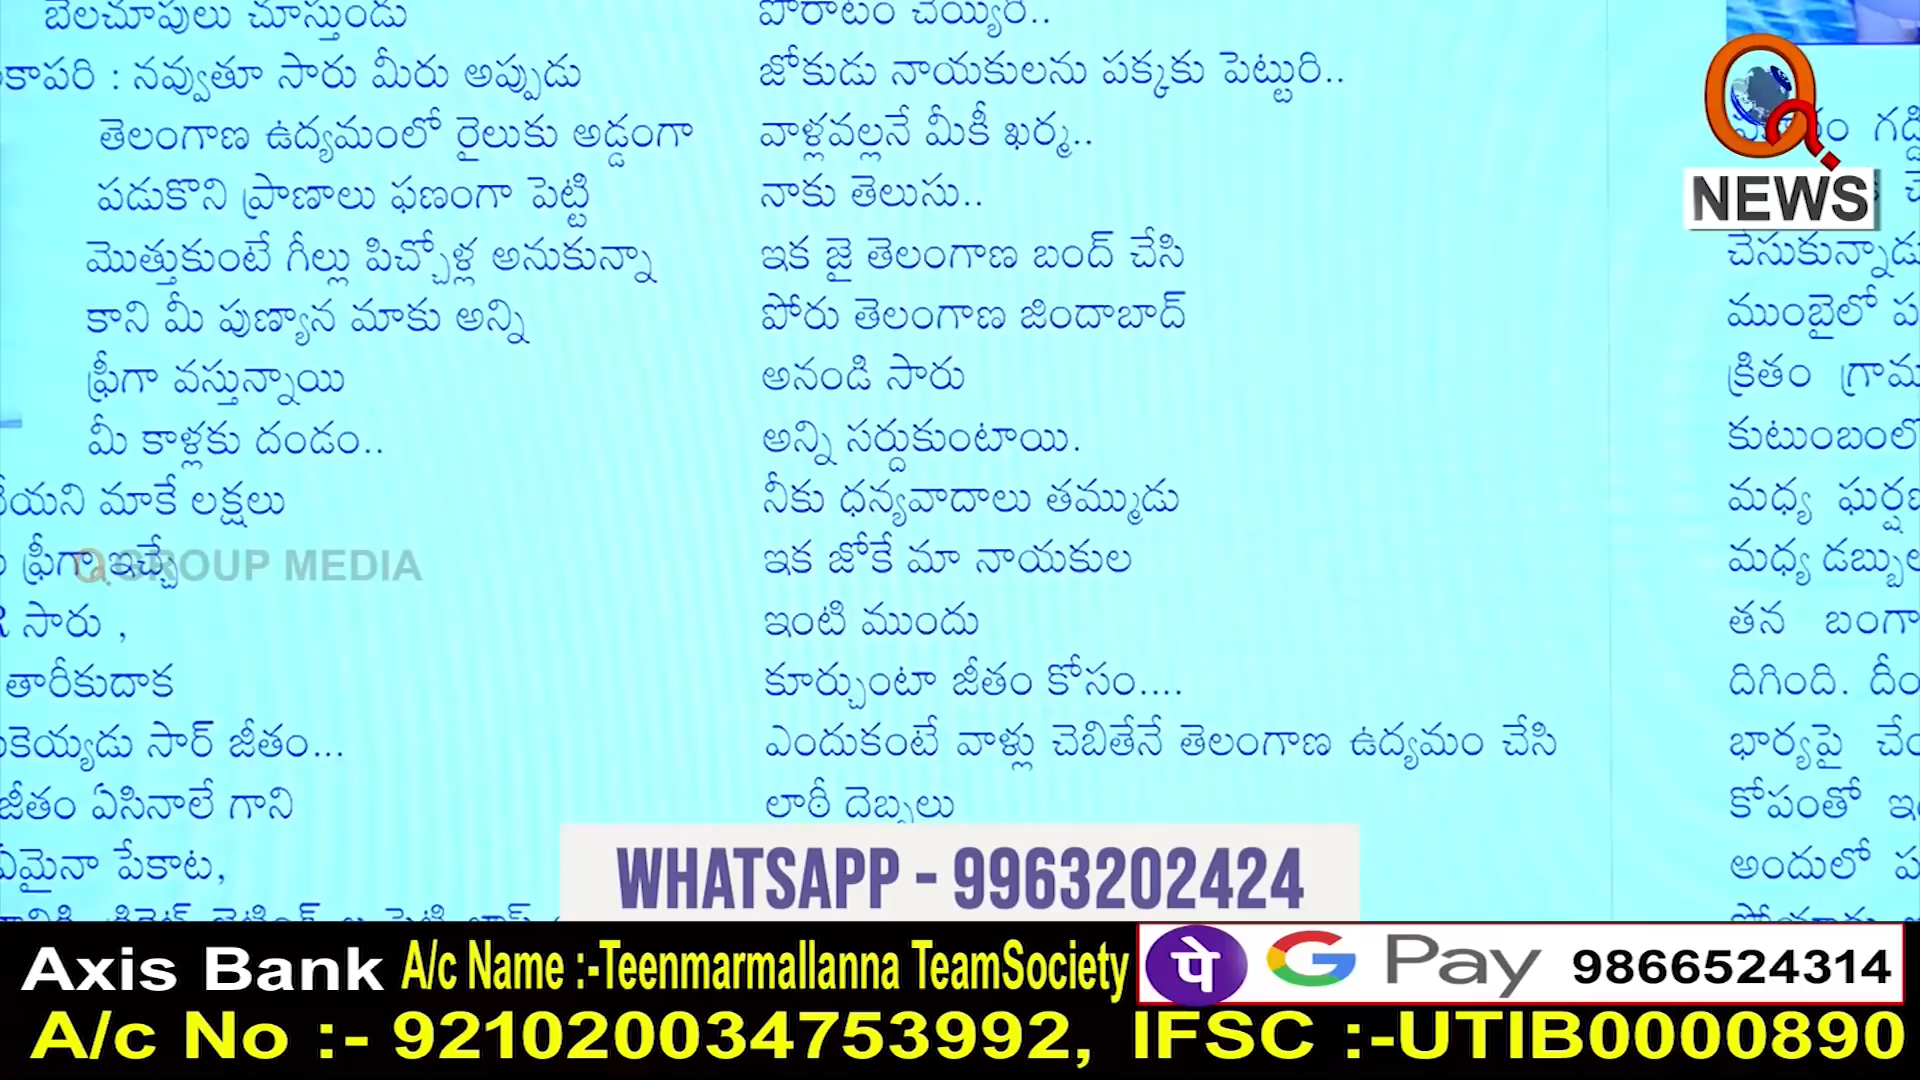 బెలచూపులు చూస్తుండు
కాపరి : నవ్వుతూ సారు మీరు అప్పుడు
తెలంగాణ ఉద్యమంలో రైలుకు అడ్డంగా
పడుకొని ప్రాణాలు ఫణంగా పెట్టి
మొత్తుకుంటే గీల్లు పిచ్చోళ్ల అనుకున్నా
కాని మీ పుణ్యాన మాకు అన్ని
ఫ్రీగా వస్తున్నాయి
మీ కాళ్లకు దండం..
మాకే లక్షలు
ఫ్రీగా ఇచ్చే
సారు ,
తారీకుదాక
సార్ జీతం...
జీతం ఏసినాలే గాని
పేకాట,
పోరాటం చెయ్యిరి..
జోకుడు నాయకులను పక్కకు పెట్టురి..
వాళ్లవల్లనే మీకీ ఖర్మ..
నాకు తెలుసు..
ఇక జై తెలంగాణ బంద్ చేసి
పోరు తెలంగాణ జిందాబాద్
అనండి సారు
అన్ని సర్దుకుంటాయి.
నీకు ధన్యవాదాలు తమ్ముడు
ఇక జోకే మా నాయకుల
ఇంటి ముందు
కూర్చుంటా జీతం కోసం....
ఎందుకంటే వాళ్లు చెబితేనే తెలంగాణ ఉద్యమం చేసి
లాఠీ దెబ్బలు
చేసుకున్నాడు
ముంబైలో
క్రితం
మధ్య
మధ్య
తన
దిగింది.
భార్యపై
కోపంతో
అందులో
Q
NEWS
Q GROUP MEDIA
WHATSAPP - 9963202424
Axis Bank A/c Name :-Teenmarmallanna TeamSociety पे G Pay 9866524314
A/c No :- 921020034753992, IFSC :-UTIB0000890